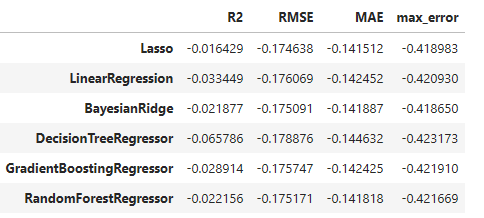 R2 RMSE MAE max_error
Lasso -0.016429 -0.174638 -0.141512 -0.418983
LinearRegression -0.033449 -0.176069 -0.142452 -0.420930
BayesianRidge -0.021877 -0.175091 -0.141887 -0.418650
DecisionTreeRegressor -0.065786 -0.178876 -0.144632 -0.423173
GradientBoostingRegressor -0.028914 -0.175747 -0.142425 -0.421910
RandomForestRegressor -0.022156 -0.175171 -0.141818 -0.421669